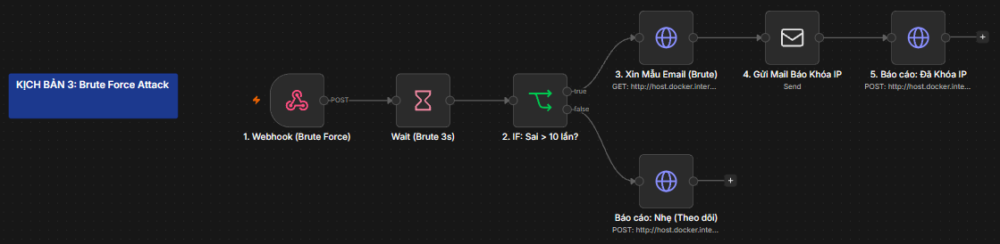 KỊCH BẢN 3: Brute Force Attack
POST
1. Webhook (Brute Force)
Wait (Brute 3s)
2. IF: Sai > 10 lần?
true
false
3. Xin Mẫu Email (Brute)
GET: http://host.docker.inter...
4. Gửi Mail Báo Khóa IP
Send
5. Báo cáo: Đã Khóa IP
POST: http://host.docker.inte...
Báo cáo: Nhẹ (Theo dõi)
POST: http://host.docker.inte...